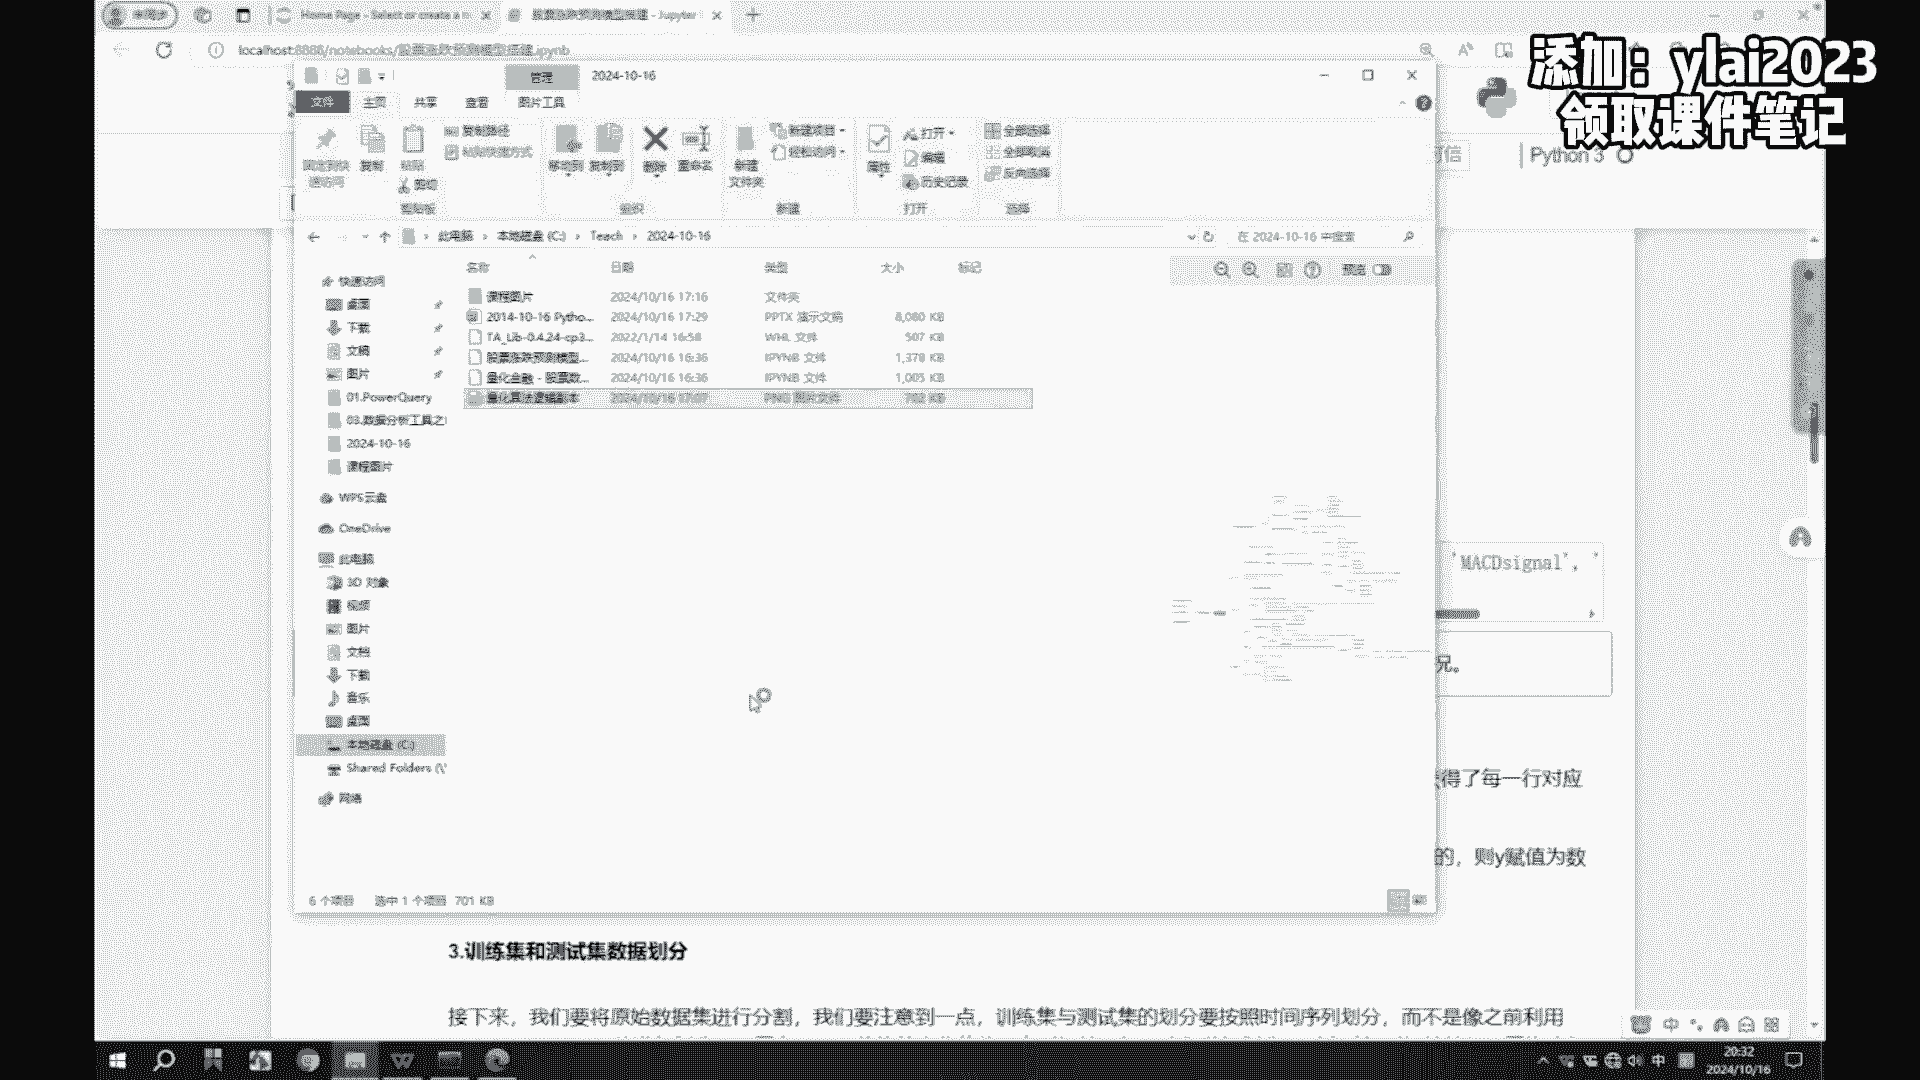 Home Page - Select or create a n
股票涨跌预测模型搭建 - Jupyter
localhost:8888/notebooks/股票涨跌预测模型搭建.ipynb
添加：ylai2023
领取课件笔记
Python 3
管理
2024-10-16
文件
主页
共享
查看
图片工具
固定到快
速访问
复制
粘贴
复制路径
粘贴快捷方式
剪切
移动到
复制到
删除
重命名
新建
文件夹
新建项目
轻松访问
属性
打开
编辑
历史记录
全部选择
全部取消
反向选择
剪贴板
组织
新建
打开
选择
此电脑 › 本地磁盘 (C:) › Teach › 2024-10-16
在 2024-10-16 中搜索
名称 日期 类型 大小 标记
预览
课程图片 2024/10/16 17:16 文件夹
2014-10-16 Pytho... 2024/10/16 17:29 PPTX 演示文稿 8,080 KB
TA_Lib-0.4.24-cp3... 2022/1/14 16:58 WHL 文件 507 KB
股票涨跌预测模型... 2024/10/16 16:36 IPYNB 文件 1,378 KB
量化金融 - 股票数... 2024/10/16 16:36 IPYNB 文件 1,005 KB
量化算法逻辑副本 2024/10/16 17:07 PNG 图片文件 702 KB
快速访问
桌面
下载
文稿
图片
01.PowerQuery
03.数据分析工具之
2024-10-16
课程图片
WPS云盘
OneDrive
此电脑
3D 对象
视频
图片
文档
下载
音乐
桌面
本地磁盘 (C:)
Shared Folders (\\
网络
6 个项目 选中 1 个项目 701 KB
'MACDsignal', '
况。
得了每一行对应
的，则y赋值为数
3.训练集和测试集数据划分
接下来，我们要将原始数据集进行分割，我们要注意到一点，训练集与测试集的划分要按照时间序列划分，而不是像之前利用
中
中
20:32
2024/10/16